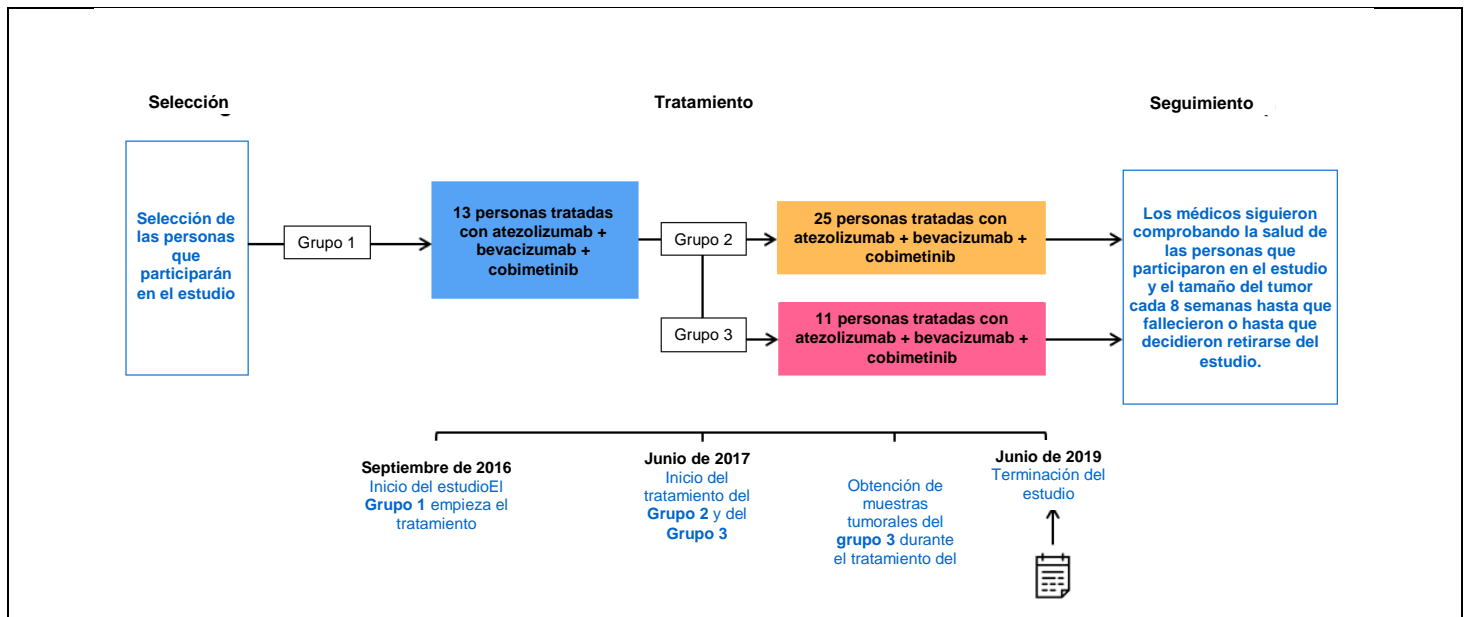 Selección
Tratamiento
Seguimiento
Selección de
las personas
que
participarán
en el estudio
Grupo 1
13 personas tratadas
con atezolizumab +
bevacizumab +
cobimetinib
Grupo 2
25 personas tratadas con
atezolizumab + bevacizumab +
cobimetinib
Grupo 3
11 personas tratadas con
atezolizumab + bevacizumab +
cobimetinib
Los médicos siguieron
comprobando la salud de
las personas que
participaron en el estudio
y el tamaño del tumor
cada 8 semanas hasta que
fallecieron o hasta que
decidieron retirarse del
estudio.
Septiembre de 2016
Inicio del estudioEl
Grupo 1 empieza el
tratamiento
Junio de 2017
Inicio del
tratamiento del
Grupo 2 y del
Grupo 3
Obtención de
muestras
tumorales del
grupo 3 durante
el tratamiento del
Junio de 2019
Terminación del
estudio